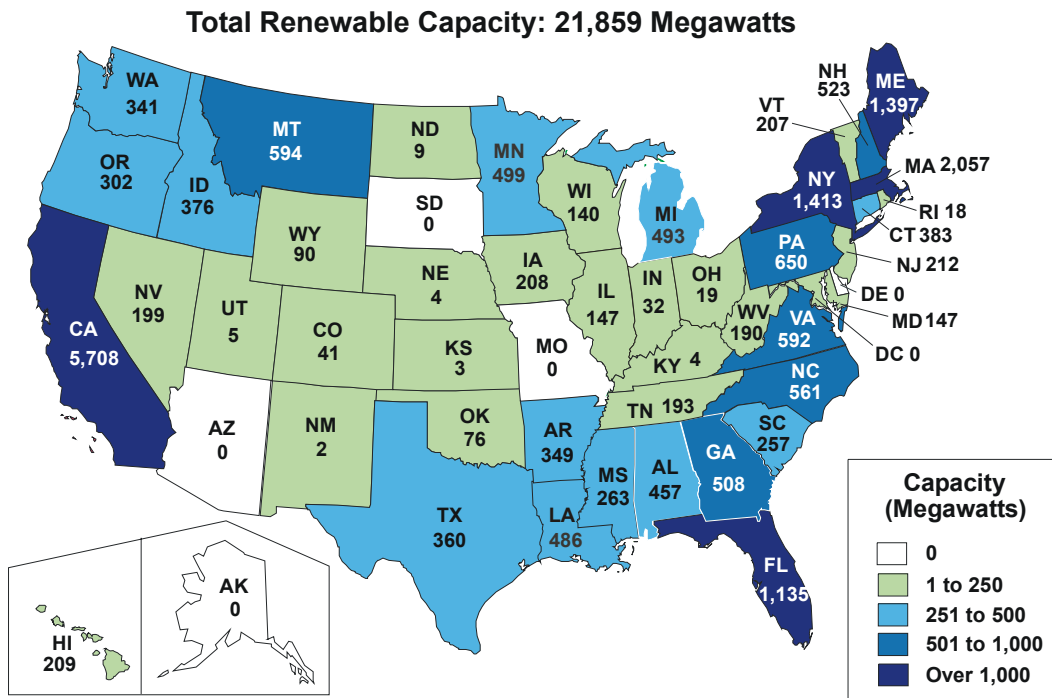 Total Renewable Capacity: 21,859 Megawatts
WA
341
OR
302
ID
376
MT
594
ND
9
SD
0
MN
499
WI
140
MI
493
VT
207
NH
523
ME
1,397
NY
1,413
MA 2,057
RI 18
CT 383
PA
650
NJ 212
DE 0
MD 147
DC 0
WY
90
NE
4
IA
208
IL
147
IN
32
OH
19
WV
190
VA
592
CA
5,708
NV
199
UT
5
CO
41
KS
3
MO
0
KY 4
NC
561
TN 193
SC
257
AZ
0
NM
2
OK
76
AR
349
MS
263
AL
457
GA
508
TX
360
LA
486
FL
1,135
HI
209
AK
0
Capacity
(Megawatts)
0
1 to 250
251 to 500
501 to 1,000
Over 1,000